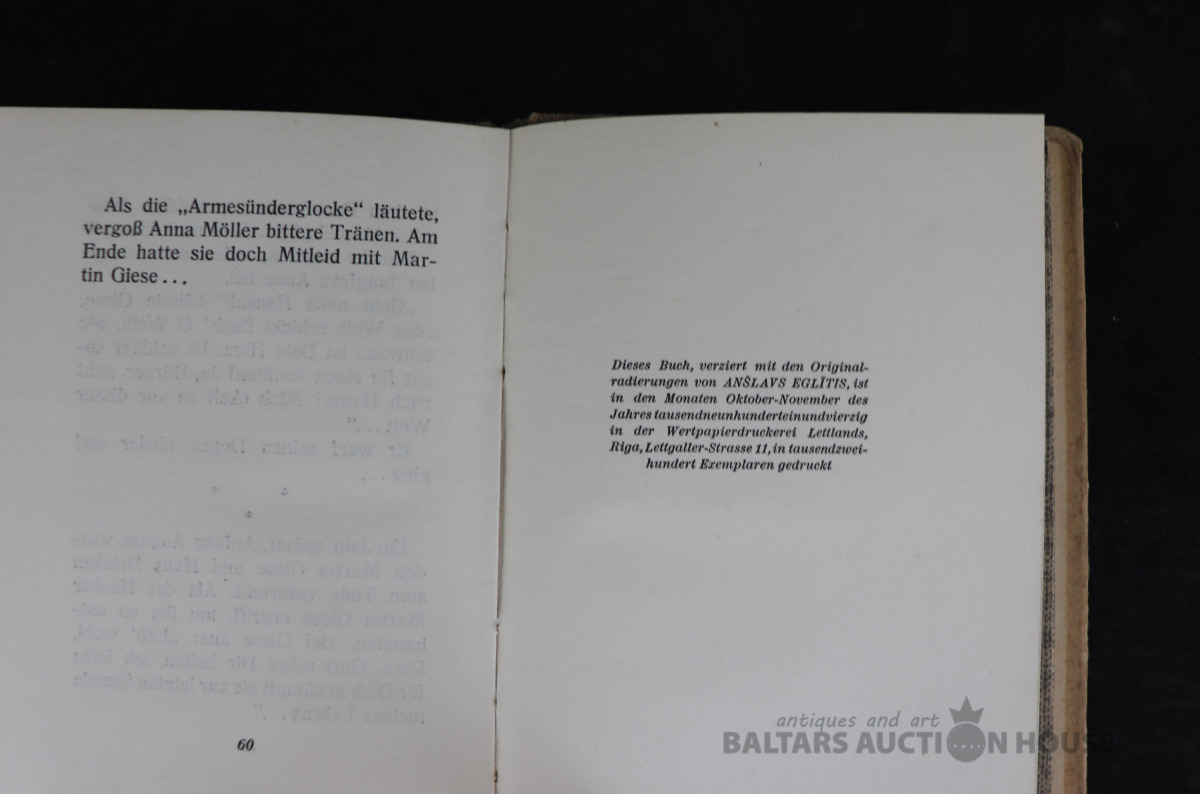 Als die „Armesünderglocke“ läutete,
vergoß Anna Möller bittere Tränen. Am
Ende hatte sie doch Mitleid mit Mar-
tin Giese...
60
Dieses Buch, verziert mit den Original-
radierungen von ANŠLAVS EGLĪTIS, ist
in den Monaten Oktober-November des
Jahres tausendneunhunderteinundvierzig
in der Wertpapierdruckerei Lettlands,
Riga, Lettgaller-Strasse 11, in tausendzwei-
hundert Exemplaren gedruckt
antiques and art
BALTARS AUCTION HOUSE